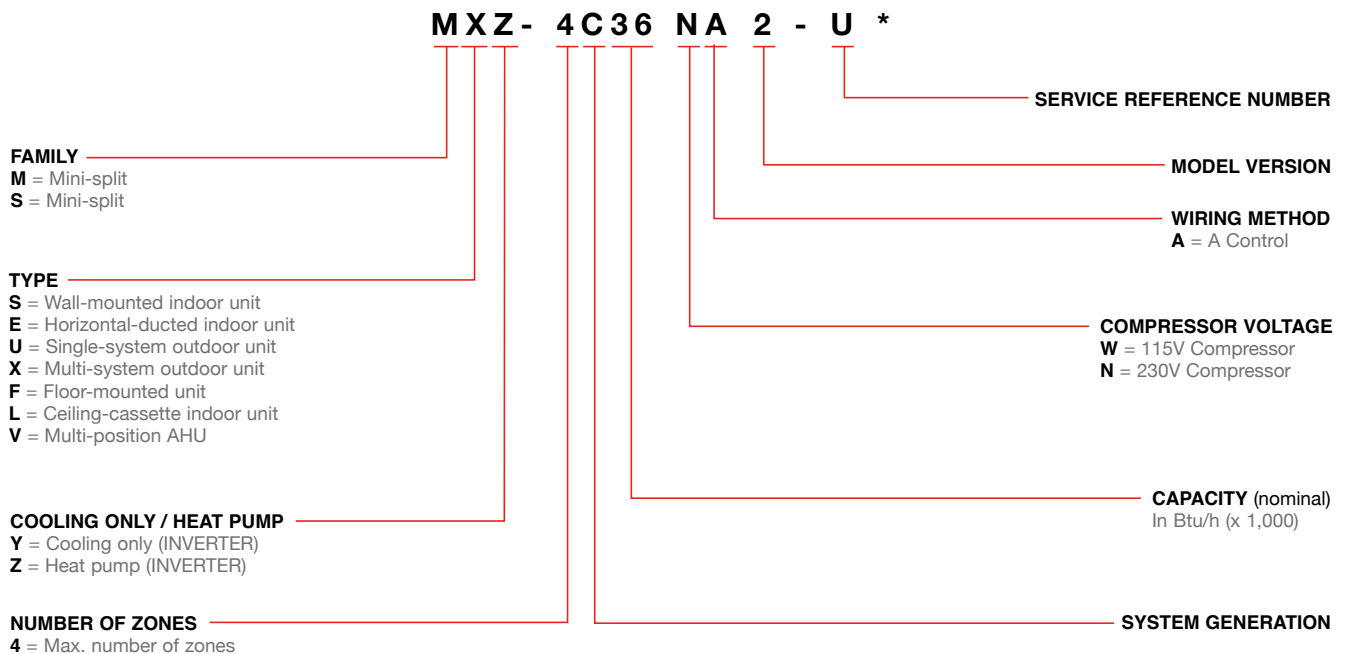 MXZ- 4C36 NA 2 - U *
SERVICE REFERENCE NUMBER
FAMILY
M = Mini-split
S = Mini-split
MODEL VERSION
WIRING METHOD
A = A Control
TYPE
S = Wall-mounted indoor unit
E = Horizontal-ducted indoor unit
U = Single-system outdoor unit
X = Multi-system outdoor unit
F = Floor-mounted unit
L = Ceiling-cassette indoor unit
V = Multi-position AHU
COMPRESSOR VOLTAGE
W = 115V Compressor
N = 230V Compressor
CAPACITY (nominal)
In Btu/h (x 1,000)
COOLING ONLY / HEAT PUMP
Y = Cooling only (INVERTER)
Z = Heat pump (INVERTER)
NUMBER OF ZONES
4 = Max. number of zones
SYSTEM GENERATION